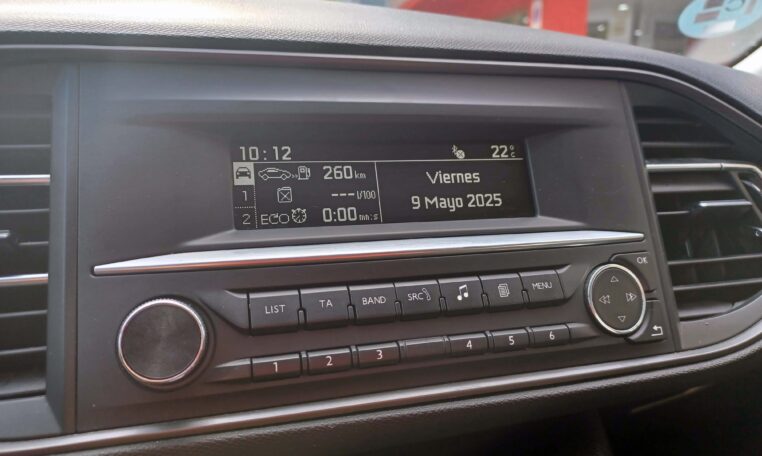 10:12 22°C
260 km
1 ---l/100
2 ECO 0:00 mh:s
Viernes
9 Mayo 2025
LIST TA BAND SRC MENU
OK
1 2 3 4 5 6